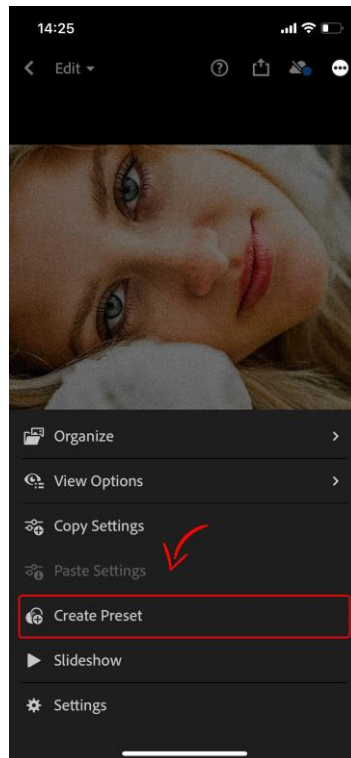 14:25
Edit
Organize
View Options
Copy Settings
Paste Settings
Create Preset
Slideshow
Settings